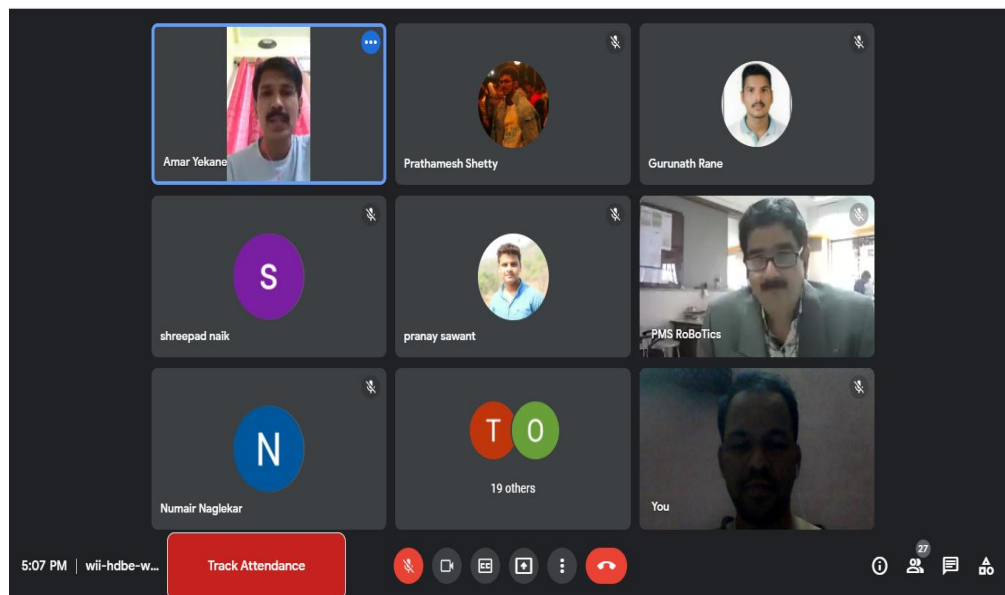 Amar Yekane
Prathamesh Shetty
Gurunath Rane
S
shreepad naik
pranay sawant
PMS RoBoTics
N
Numair Naglekar
T O
19 others
You
5:07 PM | wii-hdbe-w...
Track Attendance
CC
27